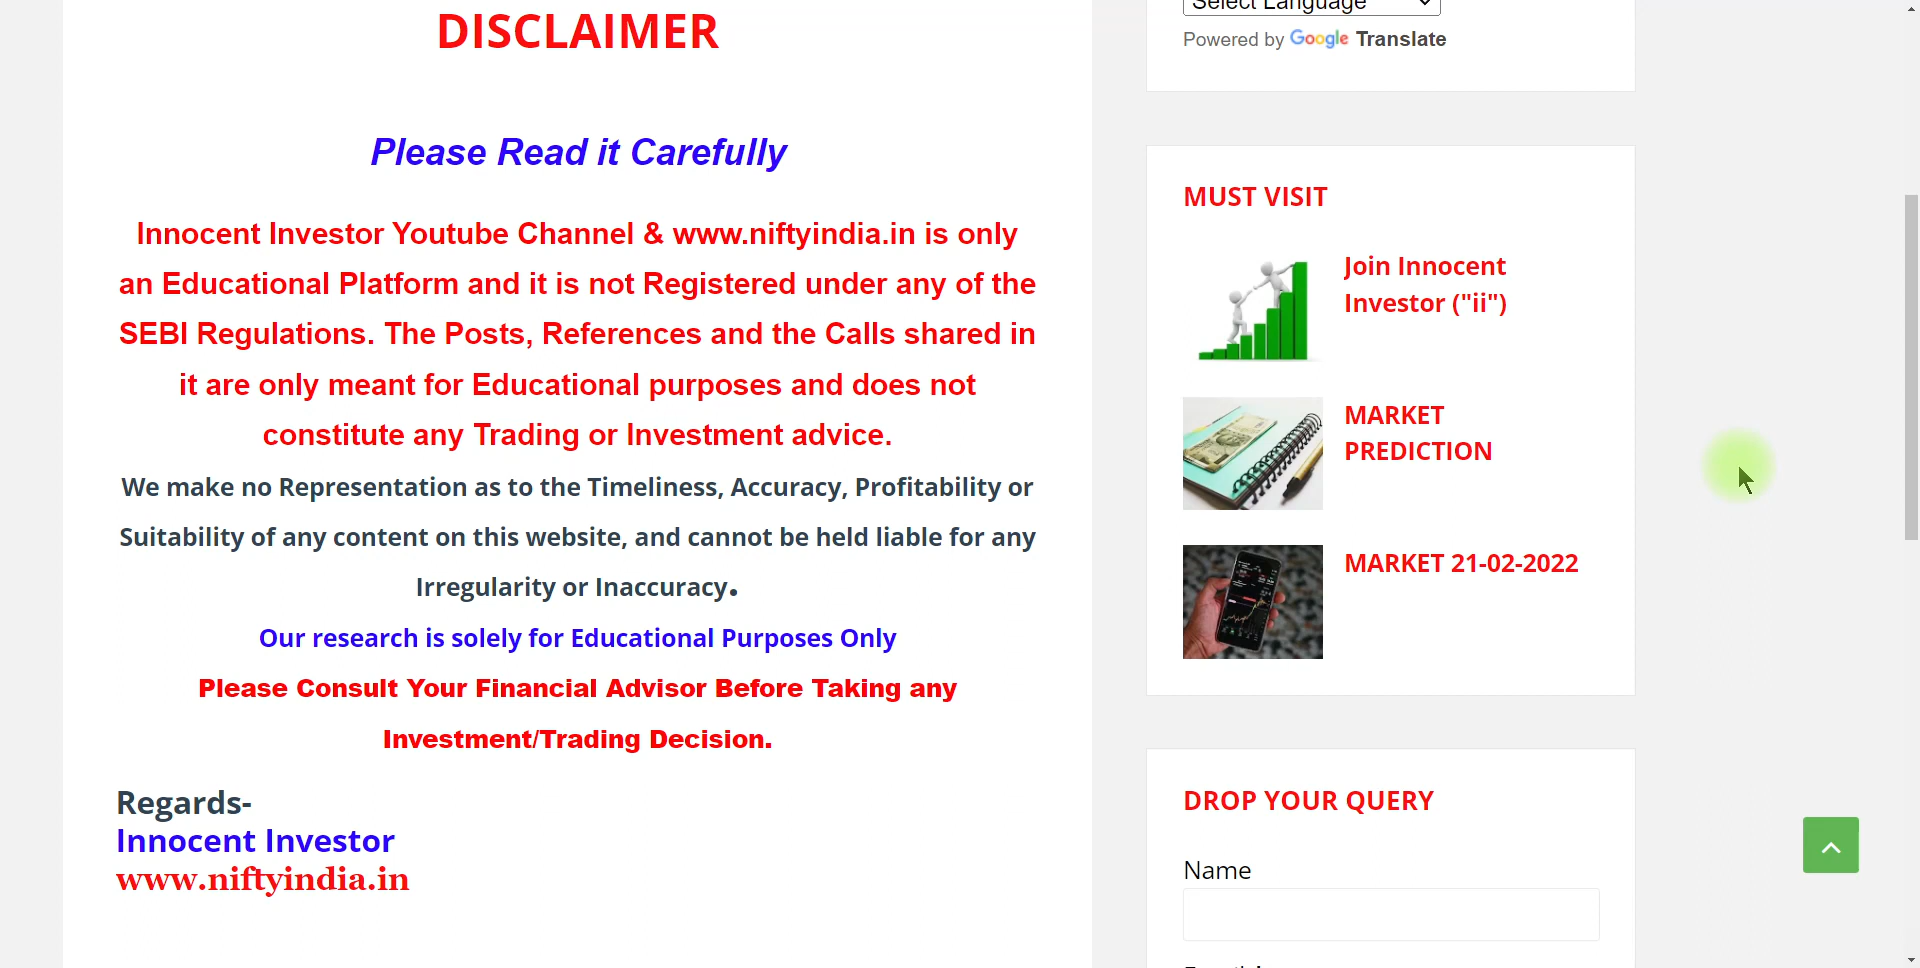 DISCLAIMER
Please Read it Carefully
Innocent Investor Youtube Channel & www.niftyindia.in is only
an Educational Platform and it is not Registered under any of the
SEBI Regulations. The Posts, References and the Calls shared in
it are only meant for Educational purposes and does not
constitute any Trading or Investment advice.
We make no Representation as to the Timeliness, Accuracy, Profitability or
Suitability of any content on this website, and cannot be held liable for any
Irregularity or Inaccuracy.
Our research is solely for Educational Purposes Only
Please Consult Your Financial Advisor Before Taking any
Investment/Trading Decision.
Regards-
Innocent Investor
www.niftyindia.in
Select Language
Powered by Google Translate
MUST VISIT
Join Innocent
Investor ("ii")
MARKET
PREDICTION
MARKET 21-02-2022
DROP YOUR QUERY
Name